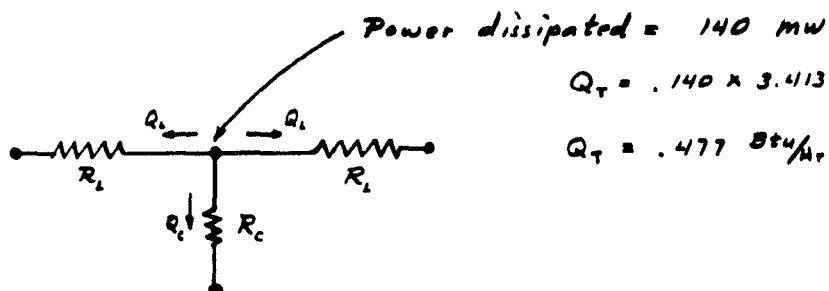 Power dissipated = 140 mw
Q_T = .140 x 3.413
Q_T = .477 Btu/Hr
Q_L Q_L
R_L R_L
Q_C R_C